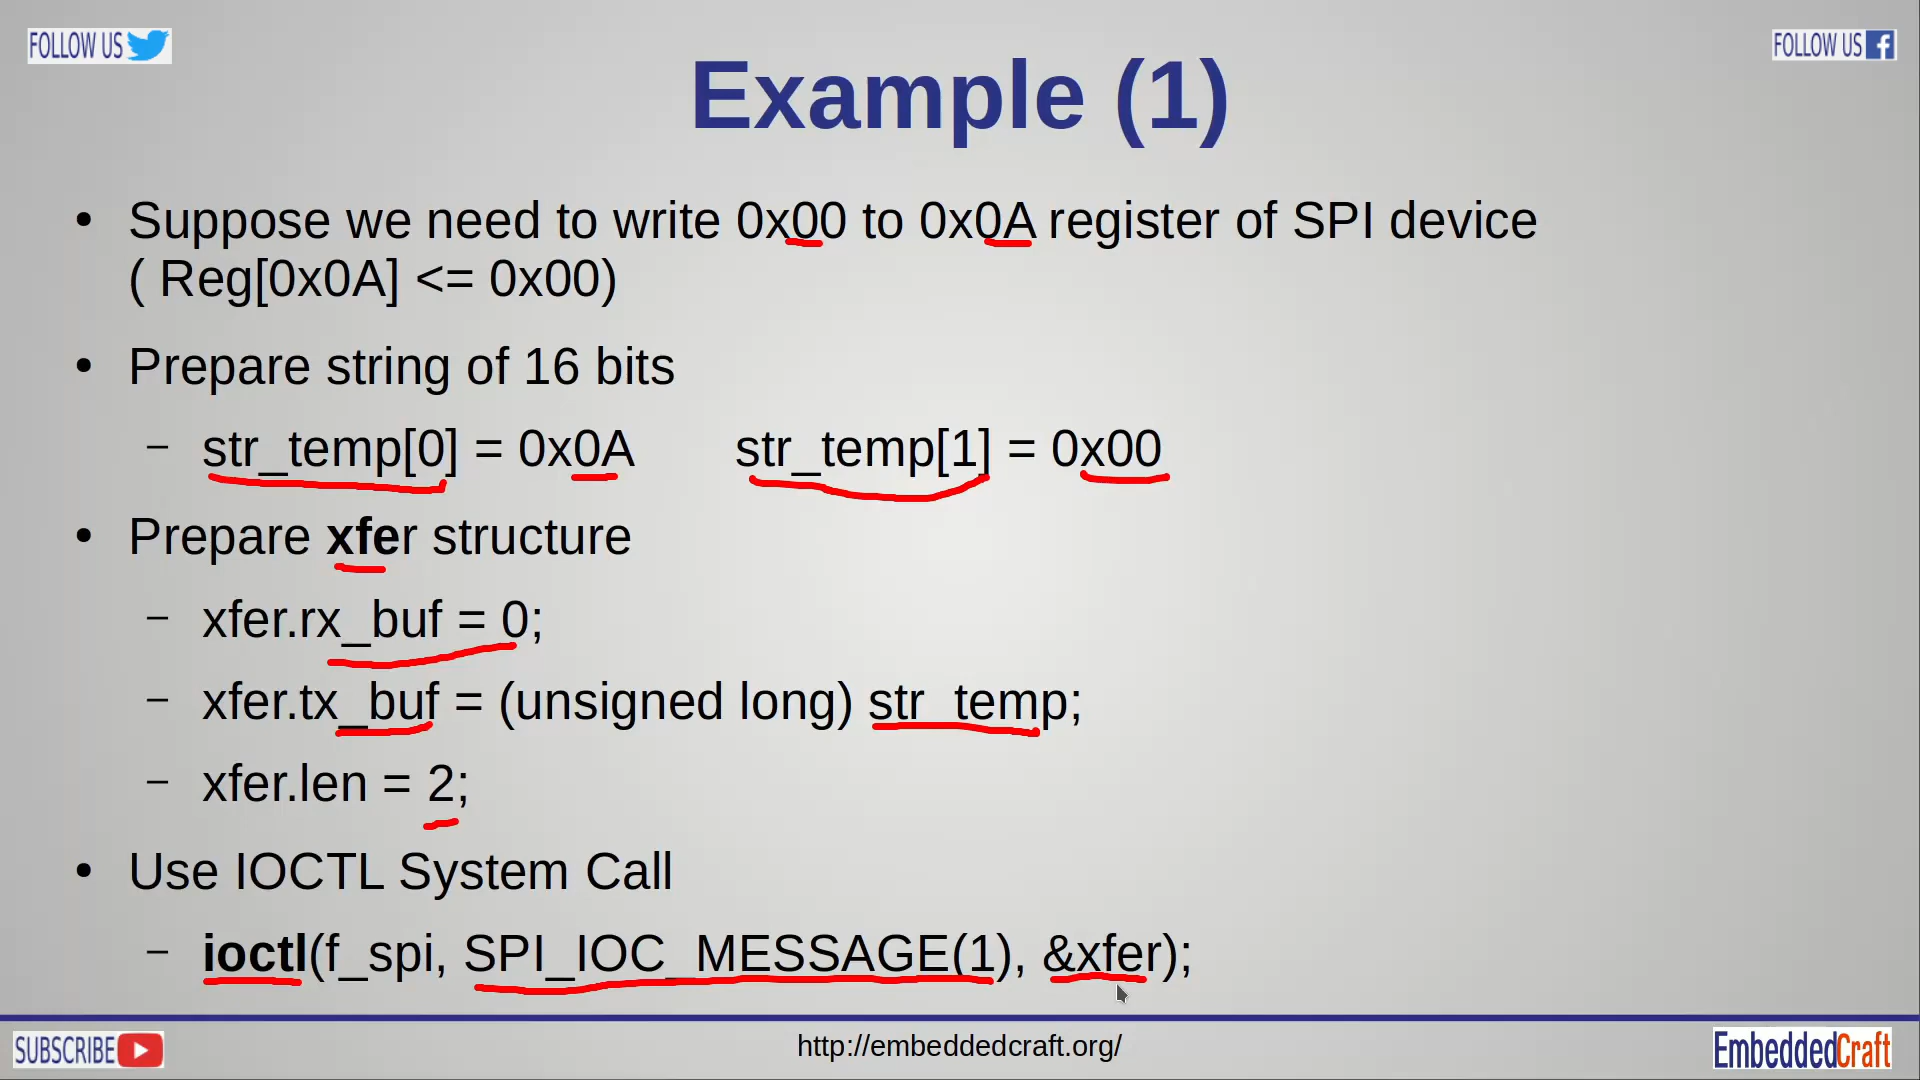 FOLLOW US
FOLLOW US f
Example (1)
• Suppose we need to write 0x00 to 0x0A register of SPI device
( Reg[0x0A] <= 0x00)
• Prepare string of 16 bits
– str_temp[0] = 0x0A str_temp[1] = 0x00
• Prepare xfer structure
– xfer.rx_buf = 0;
– xfer.tx_buf = (unsigned long) str_temp;
– xfer.len = 2;
• Use IOCTL System Call
– ioctl(f_spi, SPI_IOC_MESSAGE(1), &xfer);
SUBSCRIBE
http://embeddedcraft.org/
EmbeddedCraft